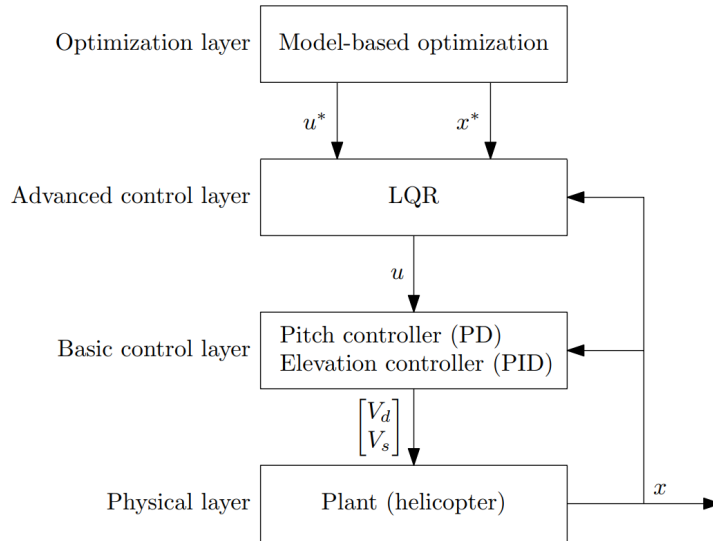 Optimization layer
Model-based optimization
u*
x*
Advanced control layer
LQR
u
Basic control layer
Pitch controller (PD)
Elevation controller (PID)
[V_d
V_s]
Physical layer
Plant (helicopter)
x